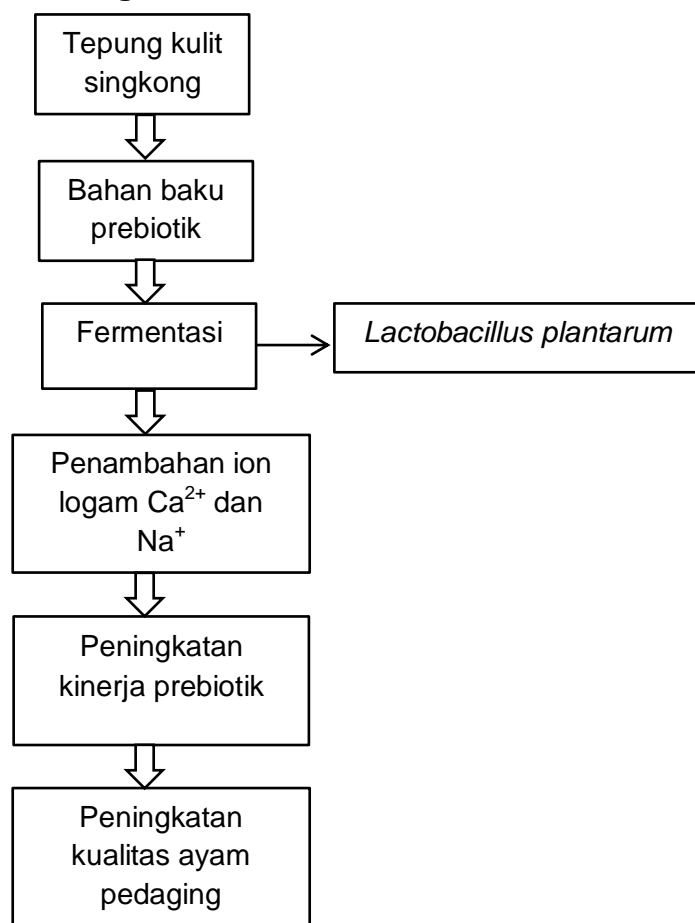 Tepung kulit
singkong
Bahan baku
prebiotik
Fermentasi
Lactobacillus plantarum
Penambahan ion
logam Ca²⁺ dan
Na⁺
Peningkatan
kinerja prebiotik
Peningkatan
kualitas ayam
pedaging